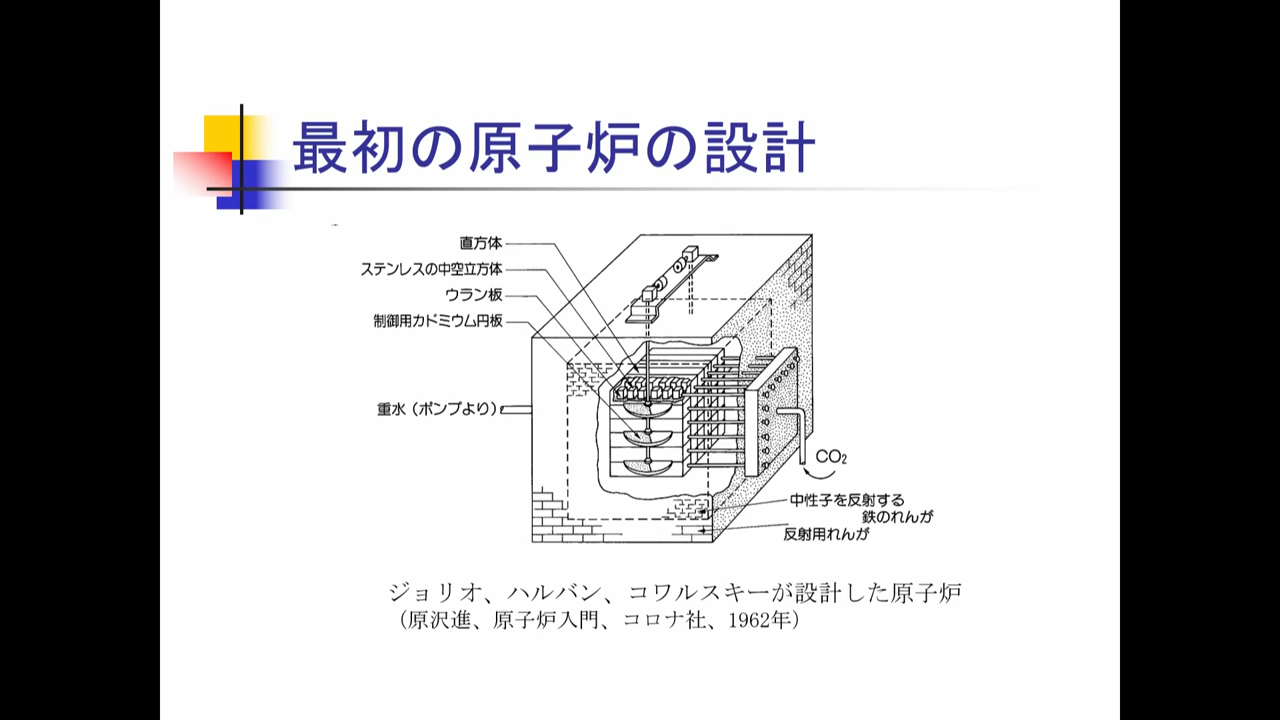 最初の原子炉の設計
直方体
ステンレスの中空立方体
ウラン板
制御用カドミウム円板
重水（ポンプより）
CO₂
中性子を反射する
鉄のれんが
反射用れんが
ジョリオ、ハルバン、コワルスキーが設計した原子炉
（原沢進、原子炉入門、コロナ社、1962年）